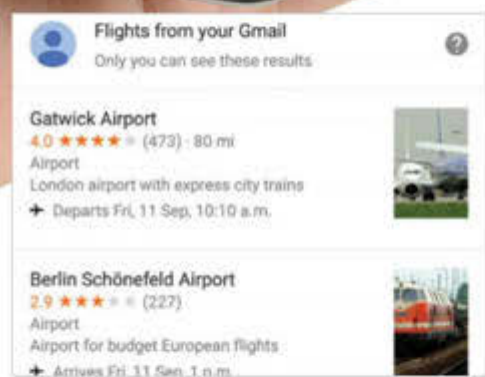 Flights from your Gmail
Only you can see these results
?
Gatwick Airport
4.0 ★★★★★ (473) · 80 mi
Airport
London airport with express city trains
Departs Fri, 11 Sep, 10:10 a.m.
Berlin Schönefeld Airport
2.9 ★★★★★ (227)
Airport
Airport for budget European flights
Arrives Fri, 11 Sep, 1 p.m.